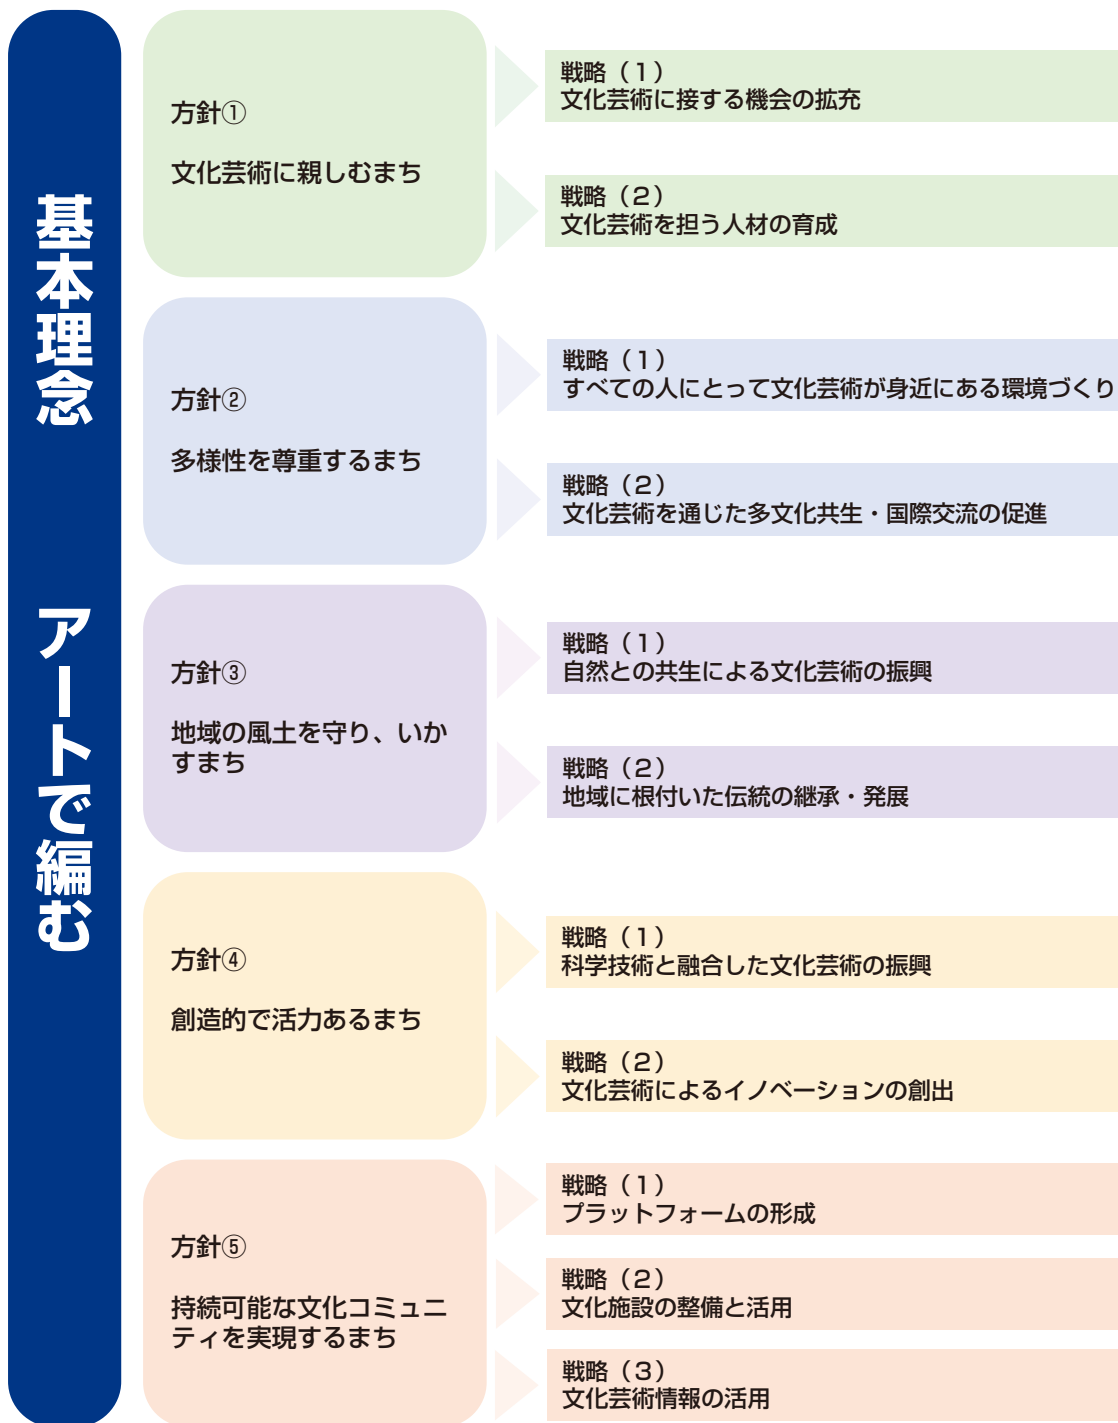 基本理念　アートで編む
方針①
文化芸術に親しむまち
戦略（１）
文化芸術に接する機会の拡充
戦略（２）
文化芸術を担う人材の育成
方針②
多様性を尊重するまち
戦略（１）
すべての人にとって文化芸術が身近にある環境づくり
戦略（２）
文化芸術を通じた多文化共生・国際交流の促進
方針③
地域の風土を守り、いか
すまち
戦略（１）
自然との共生による文化芸術の振興
戦略（２）
地域に根付いた伝統の継承・発展
方針④
創造的で活力あるまち
戦略（１）
科学技術と融合した文化芸術の振興
戦略（２）
文化芸術によるイノベーションの創出
方針⑤
持続可能な文化コミュニ
ティを実現するまち
戦略（１）
プラットフォームの形成
戦略（２）
文化施設の整備と活用
戦略（３）
文化芸術情報の活用